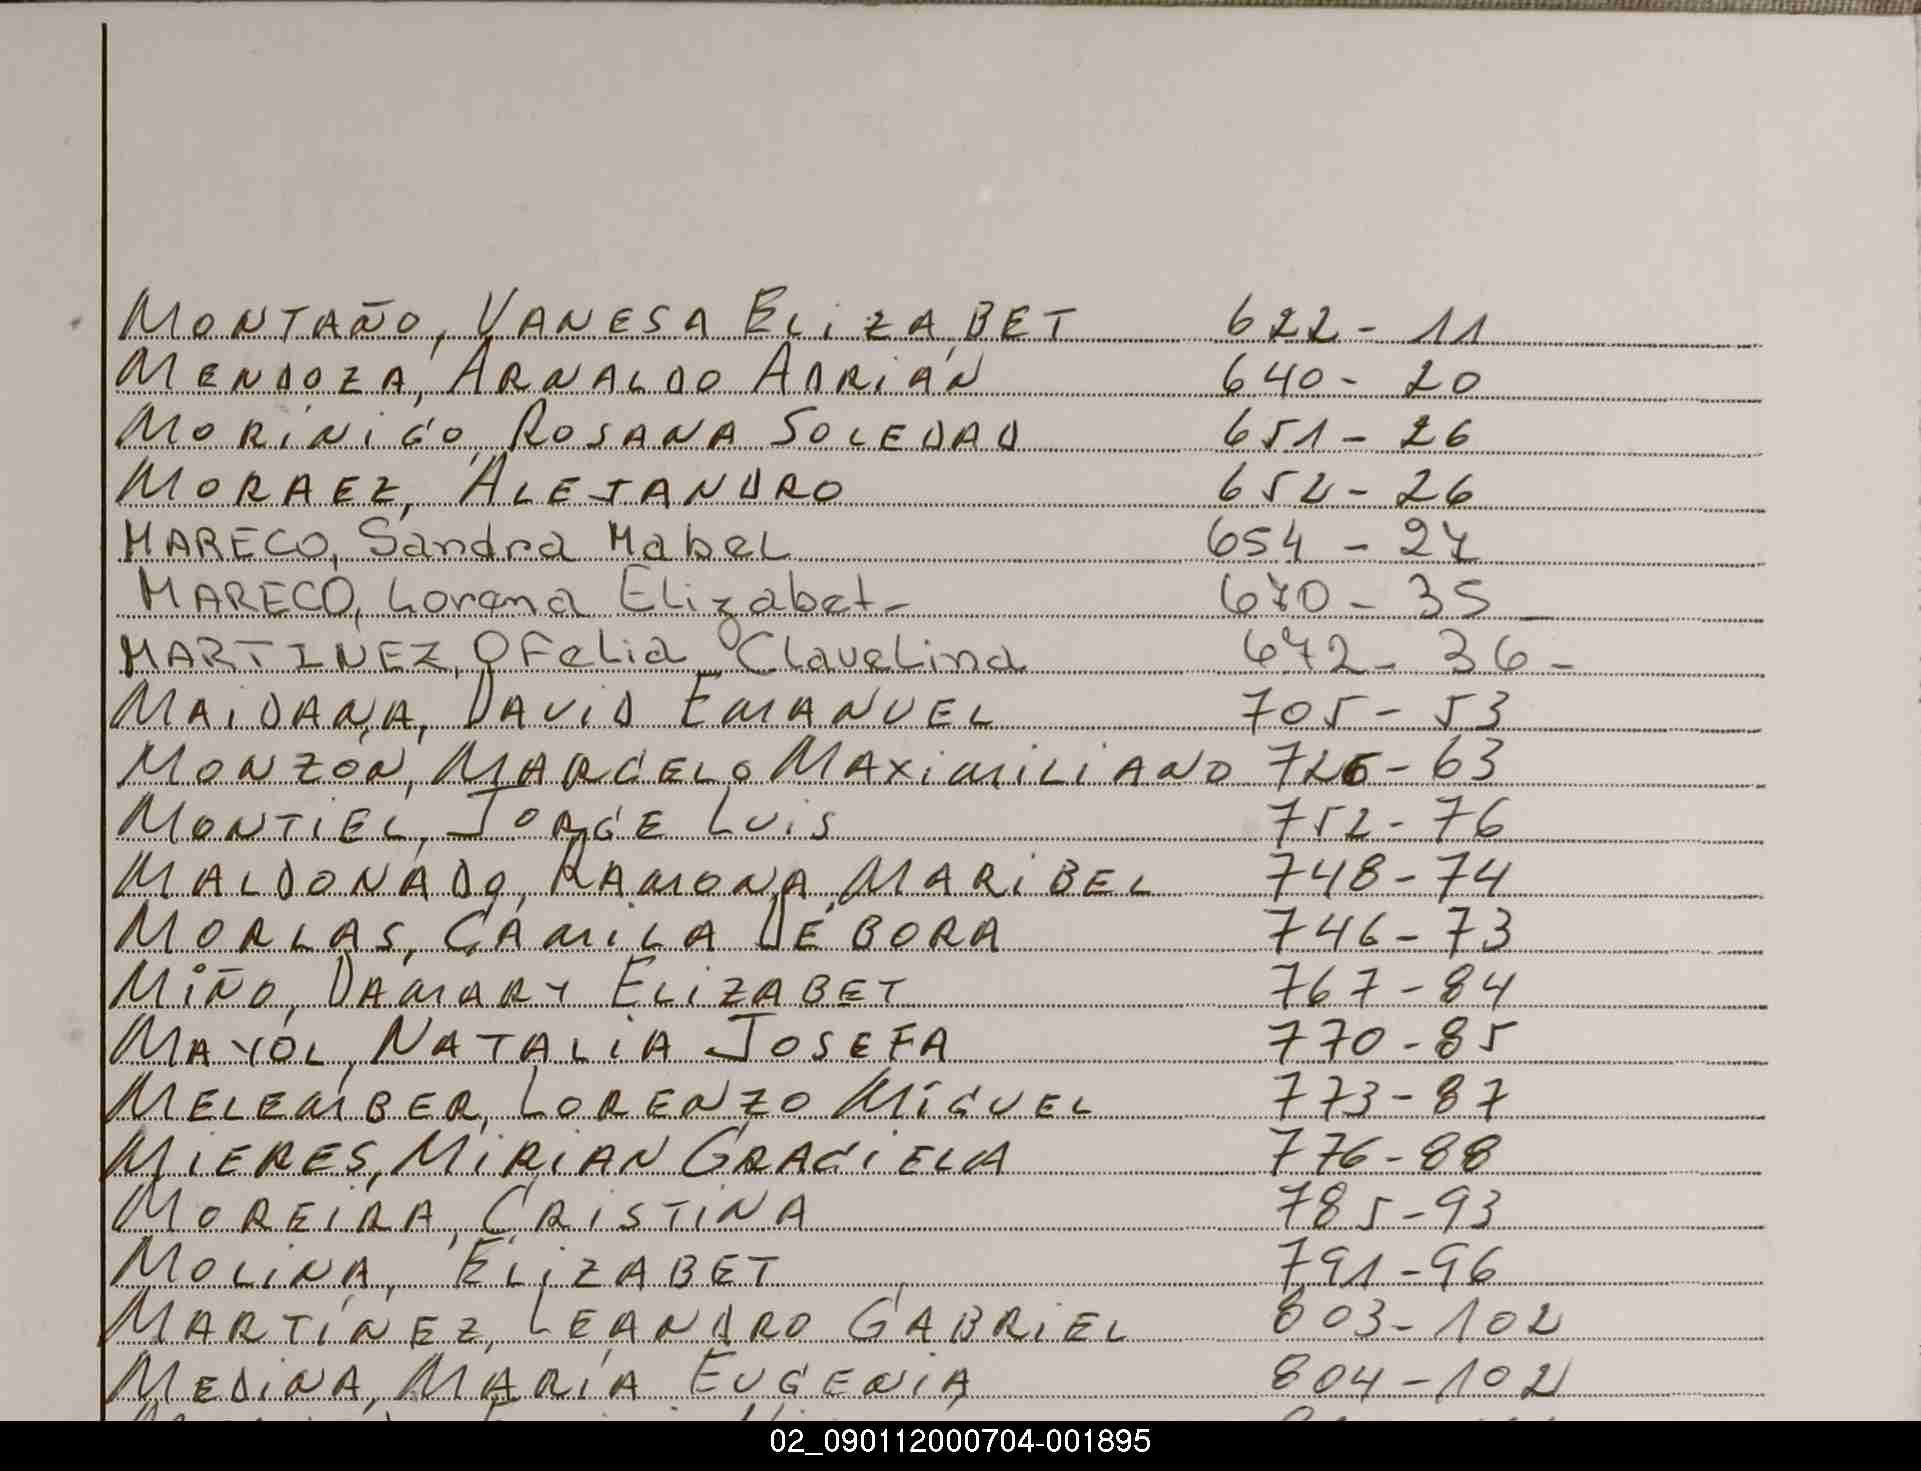 MONTAÑO, VANESA ELIZABET 622 - 11
MENDOZA, ARNALDO ADRIÁN 640 - 20
MORINIGO, ROSANA SOLEDAD 651 - 26
MORAEZ, ALEJANDRO 652 - 26
MARECO, Sandra Mabel 654 - 27
MARECO, Lorena Elizabet - 670 - 35
MARTINEZ, OFelia Clavelina 672 - 36 -
MAIDANA, DAVID EMANUEL 705 - 53
MONZÓN, MARCELO MAXIMILIANO 726 - 63
MONTIEL, JORGE LUIS 752 - 76
MALDONADO, RAMONA MARIBEL 748 - 74
MORLAS, CAMILA DÉBORA 746 - 73
MIÑO, DAMARY ELIZABET 767 - 84
MAYOL, NATALIA JOSEFA 770 - 85
MELEMBER, LORENZO MIGUEL 773 - 87
MIERES, MIRIAN GRACIELA 776 - 88
MOREIRA, CRISTINA 785 - 93
MOLINA, ELIZABET 791 - 96
MARTÍNEZ, LEANDRO GABRIEL 803 - 102
MEDINA, MARÍA EUGENIA 804 - 102
02_090112000704-001895